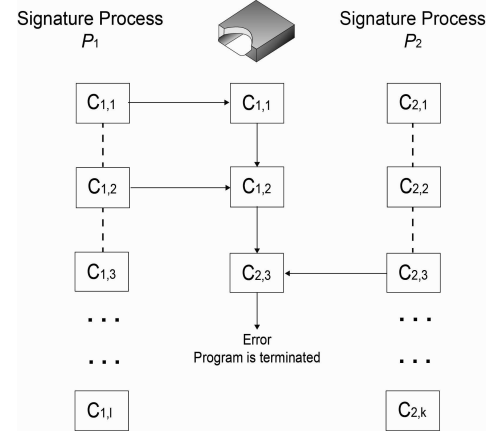 Signature Process
P1
Signature Process
P2
C1,1
C1,1
C2,1
C1,2
C1,2
C2,2
C1,3
C2,3
C2,3
. . .
. . .
Error
Program is terminated
. . .
. . .
C1,l
C2,k